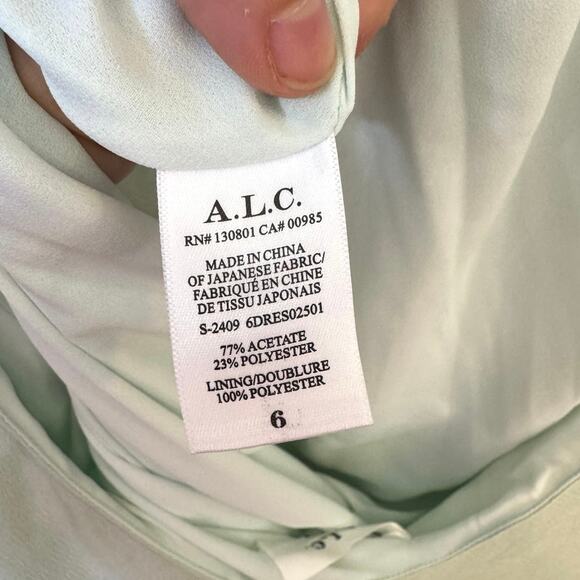 A.L.C.
RN# 130801 CA# 00985
MADE IN CHINA
OF JAPANESE FABRIC/
FABRIQUÉ EN CHINE
DE TISSU JAPONAIS
S-2409 6DRES02501
77% ACETATE
23% POLYESTER
LINING/DOUBLURE
100% POLYESTER
6